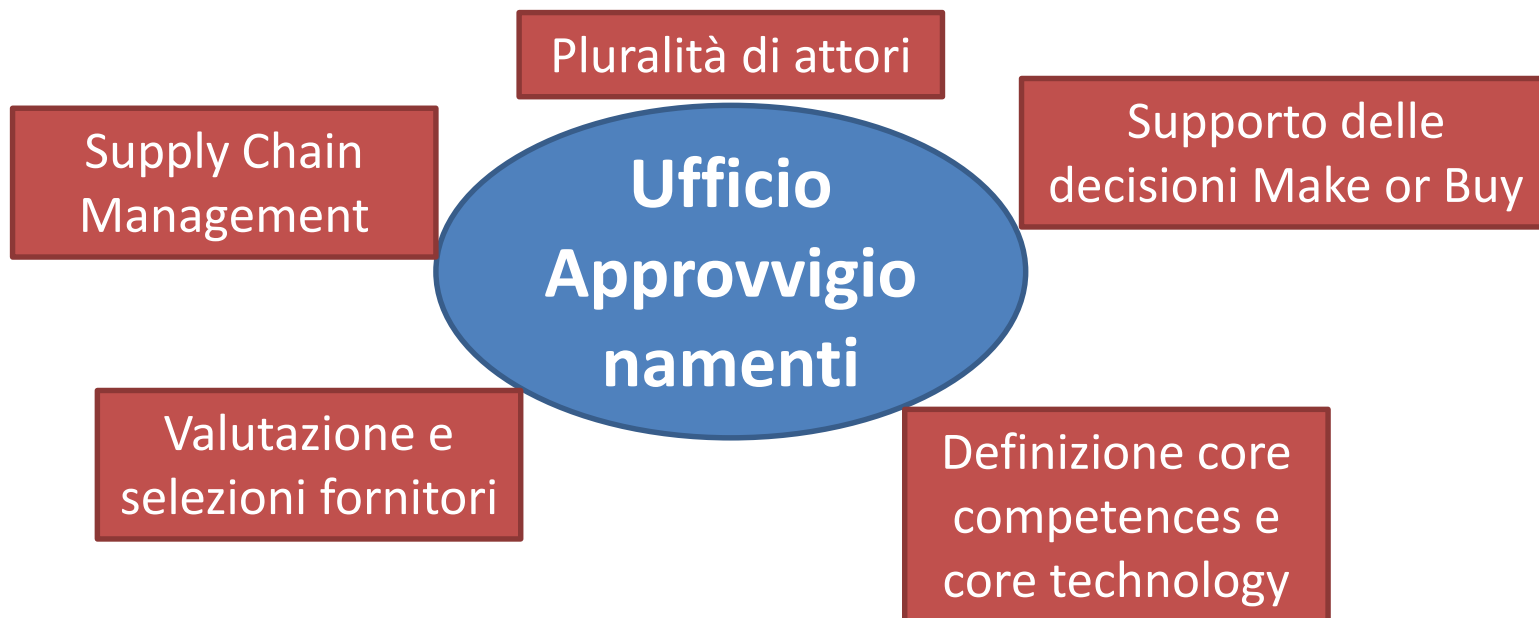 Pluralità di attori
Supply Chain
Management
Supporto delle
decisioni Make or Buy
Ufficio
Approvvigio
namenti
Valutazione e
selezioni fornitori
Definizione core
competences e
core technology